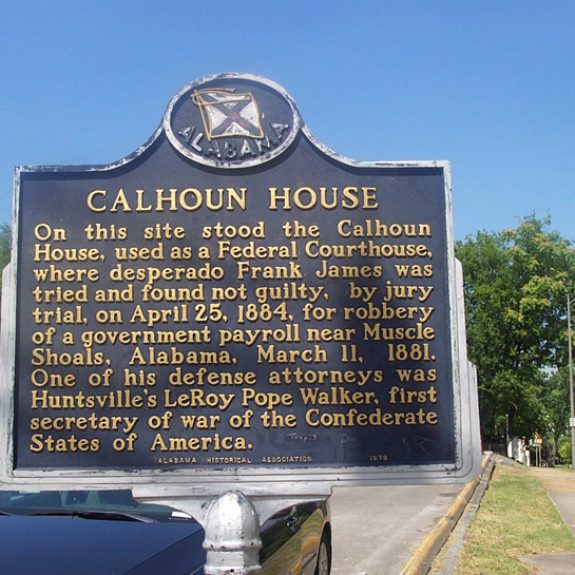 ALABAMA
CALHOUN HOUSE
On this site stood the Calhoun
House, used as a Federal Courthouse,
where desperado Frank James was
tried and found not guilty, by jury
trial, on April 25, 1884, for robbery
of a government payroll near Muscle
Shoals, Alabama, March 11, 1881.
One of his defense attorneys was
Huntsville's LeRoy Pope Walker, first
secretary of war of the Confederate
States of America.
ALABAMA HISTORICAL ASSOCIATION 1979